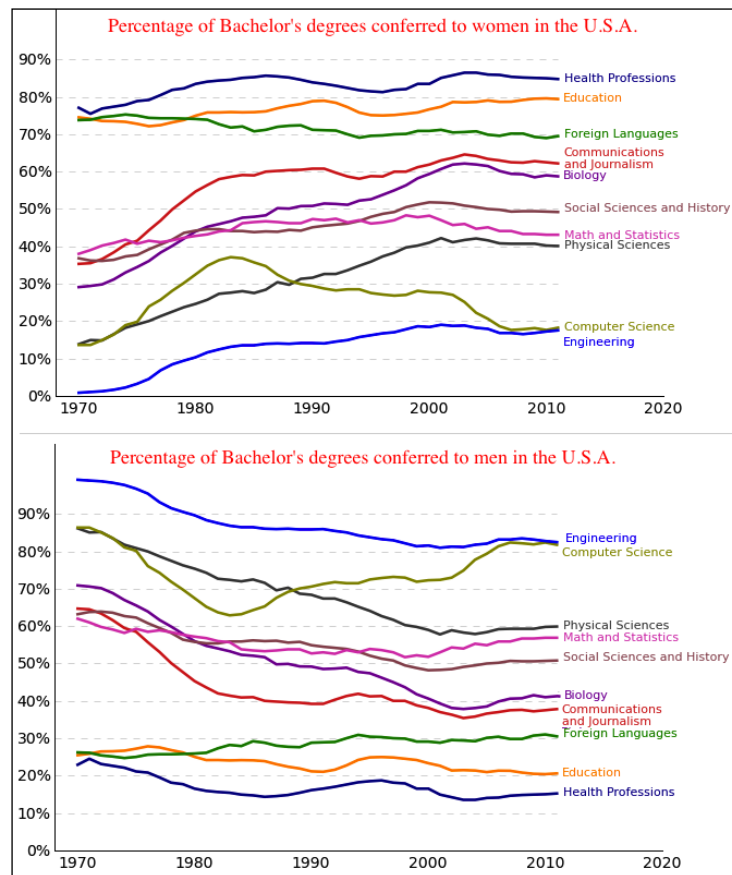 Percentage of Bachelor's degrees conferred to women in the U.S.A.
90%
80%
70%
60%
50%
40%
30%
20%
10%
0%
Health Professions
Education
Foreign Languages
Communications
and Journalism
Biology
Social Sciences and History
Math and Statistics
Physical Sciences
Computer Science
Engineering
1970 1980 1990 2000 2010 2020
Percentage of Bachelor's degrees conferred to men in the U.S.A.
90%
80%
70%
60%
50%
40%
30%
20%
10%
0%
Engineering
Computer Science
Physical Sciences
Math and Statistics
Social Sciences and History
Biology
Communications
and Journalism
Foreign Languages
Education
Health Professions
1970 1980 1990 2000 2010 2020